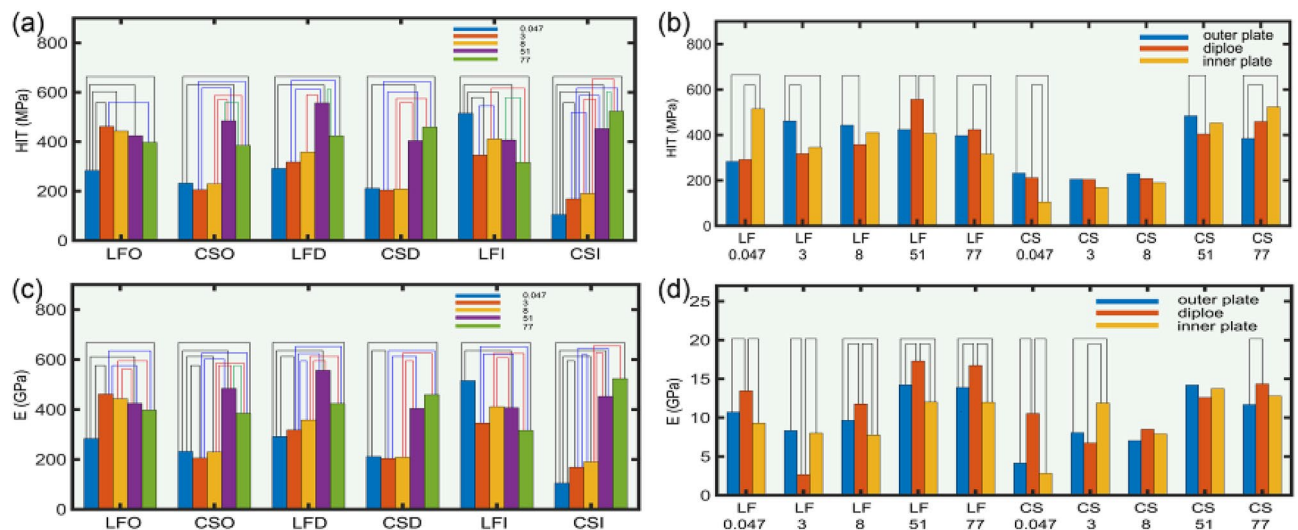 (a)
800
600
400
200
0
HIT (MPa)
0.047
3
8
51
77
LFO CSO LFD CSD LFI CSI
(b)
800
600
400
200
0
HIT (MPa)
outer plate
diploe
inner plate
LF LF LF LF LF CS CS CS CS CS
0.047 3 8 51 77 0.047 3 8 51 77
(c)
800
600
400
200
0
E (GPa)
0.047
3
8
51
77
LFO CSO LFD CSD LFI CSI
(d)
25
20
15
10
5
0
E (GPa)
outer plate
diploe
inner plate
LF LF LF LF LF CS CS CS CS CS
0.047 3 8 51 77 0.047 3 8 51 77